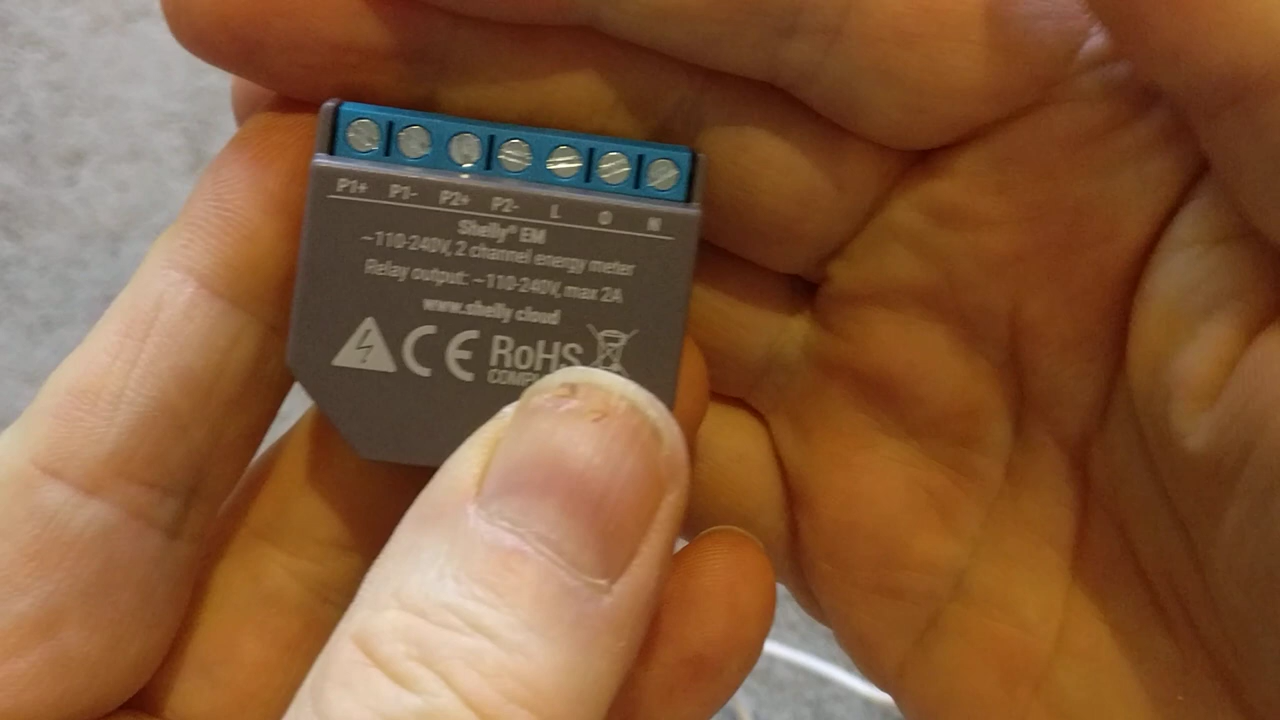 P1+ P1- P2+ P2- L O N
Shelly® EM
~110-240V, 2 channel energy meter
Relay output: ~110-240V, max 2A
www.shelly.cloud
CE RoHS